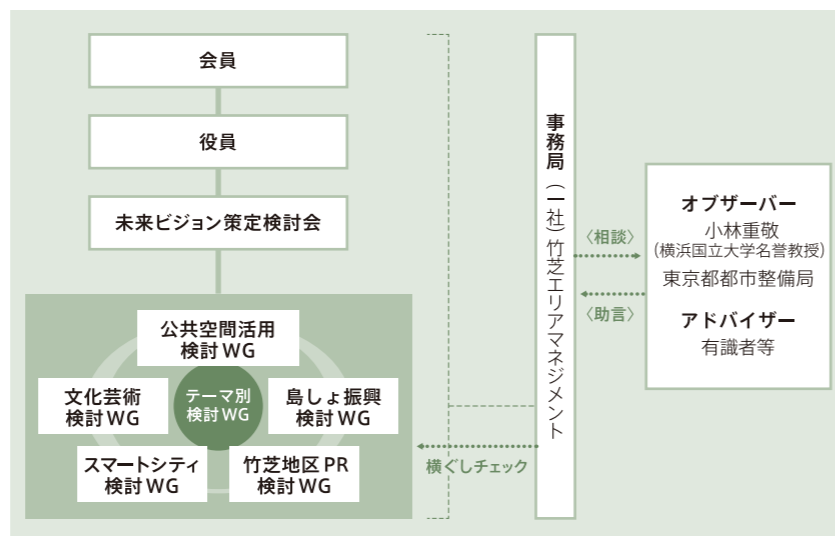 会員
役員
未来ビジョン策定検討会
公共空間活用
検討WG
文化芸術
検討WG
テーマ別
検討WG
島しょ振興
検討WG
スマートシティ
検討WG
竹芝地区PR
検討WG
横ぐしチェック
事務局（一社）竹芝エリアマネジメント
〈相談〉
〈助言〉
オブザーバー
小林重敬
(横浜国立大学名誉教授)
東京都都市整備局
アドバイザー
有識者等